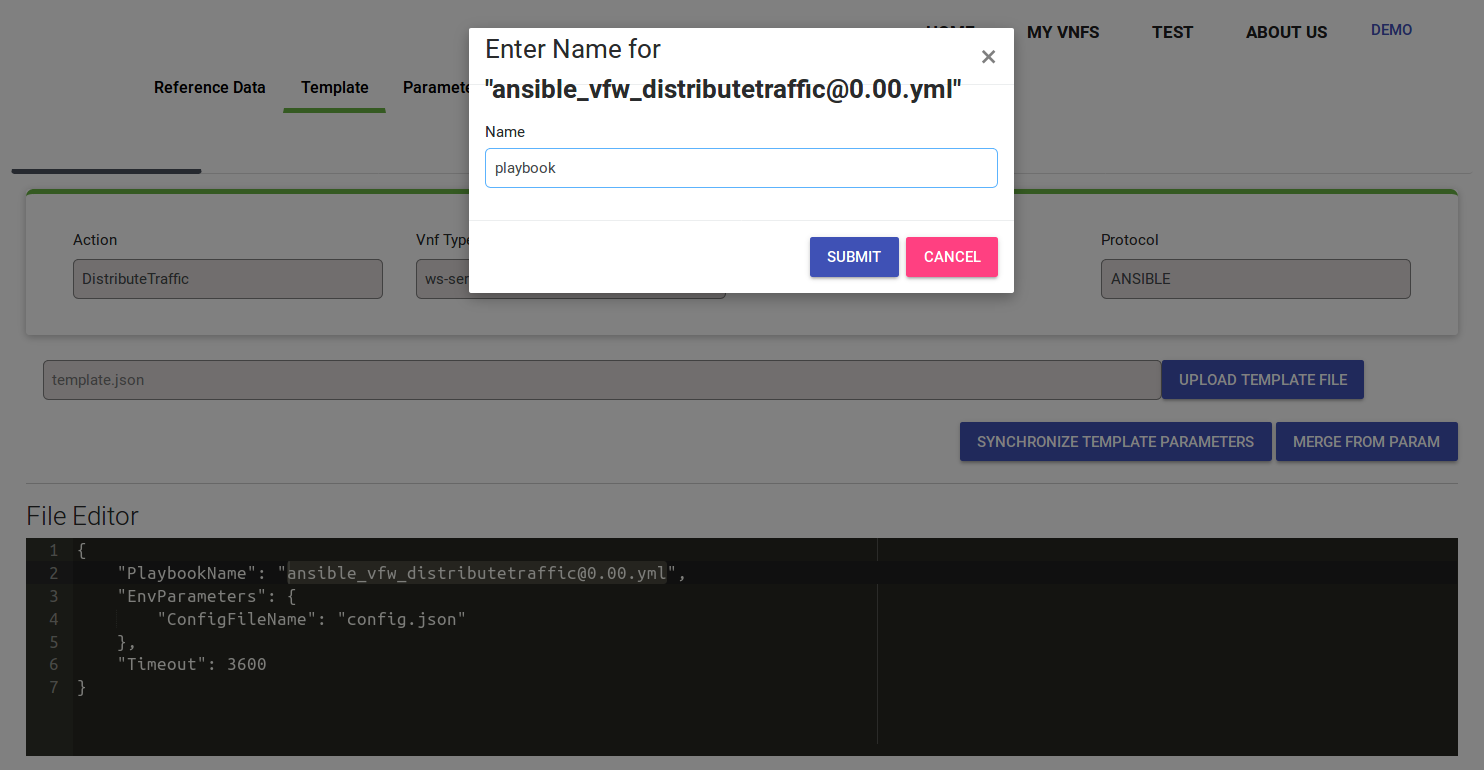 HOME
MY VNFS
TEST
ABOUT US
DEMO
Reference Data
Template
Paramete
Enter Name for
"ansible_vfw_distributetraffic@0.00.yml"
×
Name
playbook
SUBMIT
CANCEL
Action
Vnf Type
Protocol
DistributeTraffic
ws-ser
ANSIBLE
template.json
UPLOAD TEMPLATE FILE
SYNCHRONIZE TEMPLATE PARAMETERS
MERGE FROM PARAM
File Editor
1 {
2 "PlaybookName": "ansible_vfw_distributetraffic@0.00.yml",
3 "EnvParameters": {
4 "ConfigFileName": "config.json"
5 },
6 "Timeout": 3600
7 }